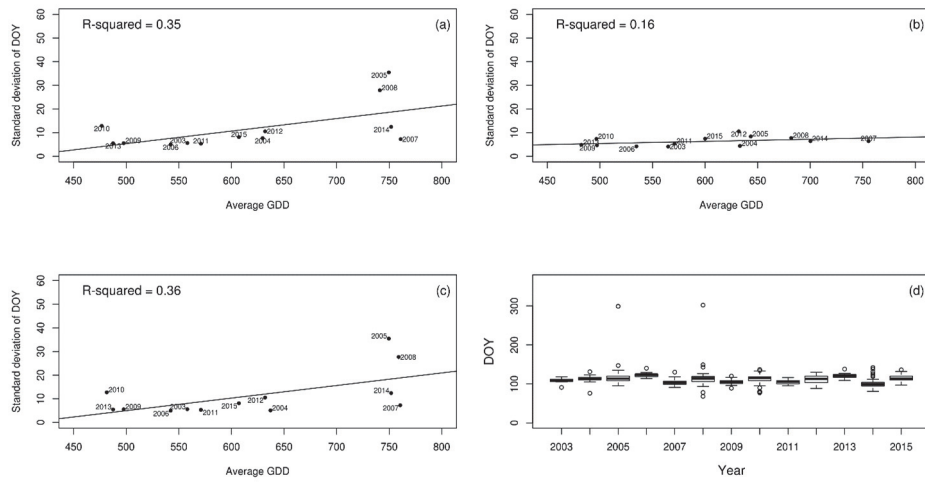 R-squared = 0.35
(a)
Standard deviation of DOY
0 10 20 30 40 50 60
2010
2013
2009
2003
2006
2011
2015
2012
2004
2005
2008
2014
2007
450 500 550 600 650 700 750 800
Average GDD
R-squared = 0.16
(b)
Standard deviation of DOY
0 10 20 30 40 50 60
2010
2009
2006
2003
2011
2015
2012
2005
2004
2008
2014
2007
450 500 550 600 650 700 750 800
Average GDD
R-squared = 0.36
(c)
Standard deviation of DOY
0 10 20 30 40 50 60
2010
2013
2009
2003
2006
2011
2015
2012
2004
2005
2008
2014
2007
450 500 550 600 650 700 750 800
Average GDD
(d)
DOY
0 100 200 300
2003 2005 2007 2009 2011 2013 2015
Year